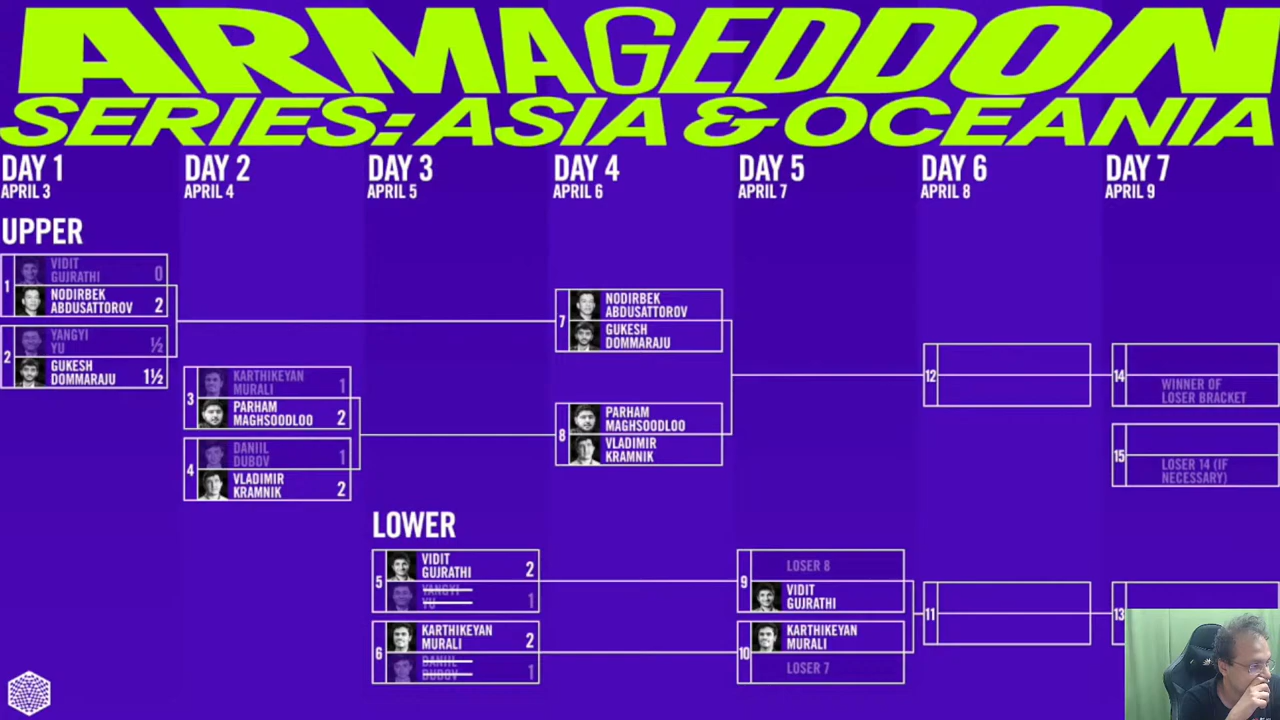 ARMAGEDDON
SERIES: ASIA & OCEANIA
DAY 1
APRIL 3
DAY 2
APRIL 4
DAY 3
APRIL 5
DAY 4
APRIL 6
DAY 5
APRIL 7
DAY 6
APRIL 8
DAY 7
APRIL 9
UPPER
1
VIDIT
GUJRATHI 0
NODIRBEK
ABDUSATTOROV 2
2
YANGYI
YU ½
GUKESH
DOMMARAJU 1½
3
KARTHIKEYAN
MURALI 1
PARHAM
MAGHSOODLOO 2
4
DANIIL
DUBOV 1
VLADIMIR
KRAMNIK 2
7
NODIRBEK
ABDUSATTOROV
GUKESH
DOMMARAJU
8
PARHAM
MAGHSOODLOO
VLADIMIR
KRAMNIK
12
14
WINNER OF
LOSER BRACKET
15
LOSER 14 (IF
NECESSARY)
LOWER
5
VIDIT
GUJRATHI 2
YANGYI
YU 1
6
KARTHIKEYAN
MURALI 2
DANIIL
DUBOV 1
9
LOSER 8
VIDIT
GUJRATHI
10
KARTHIKEYAN
MURALI
LOSER 7
11
13